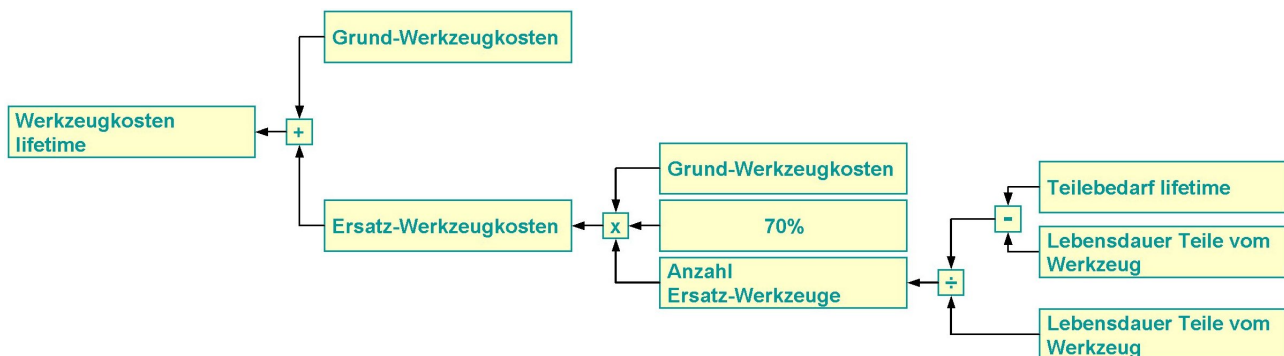 Grund-Werkzeugkosten
Werkzeugkosten
lifetime
+
Grund-Werkzeugkosten
Ersatz-Werkzeugkosten
x
70%
Anzahl
Ersatz-Werkzeuge
÷
Teilebedarf lifetime
-
Lebensdauer Teile vom
Werkzeug
Lebensdauer Teile vom
Werkzeug